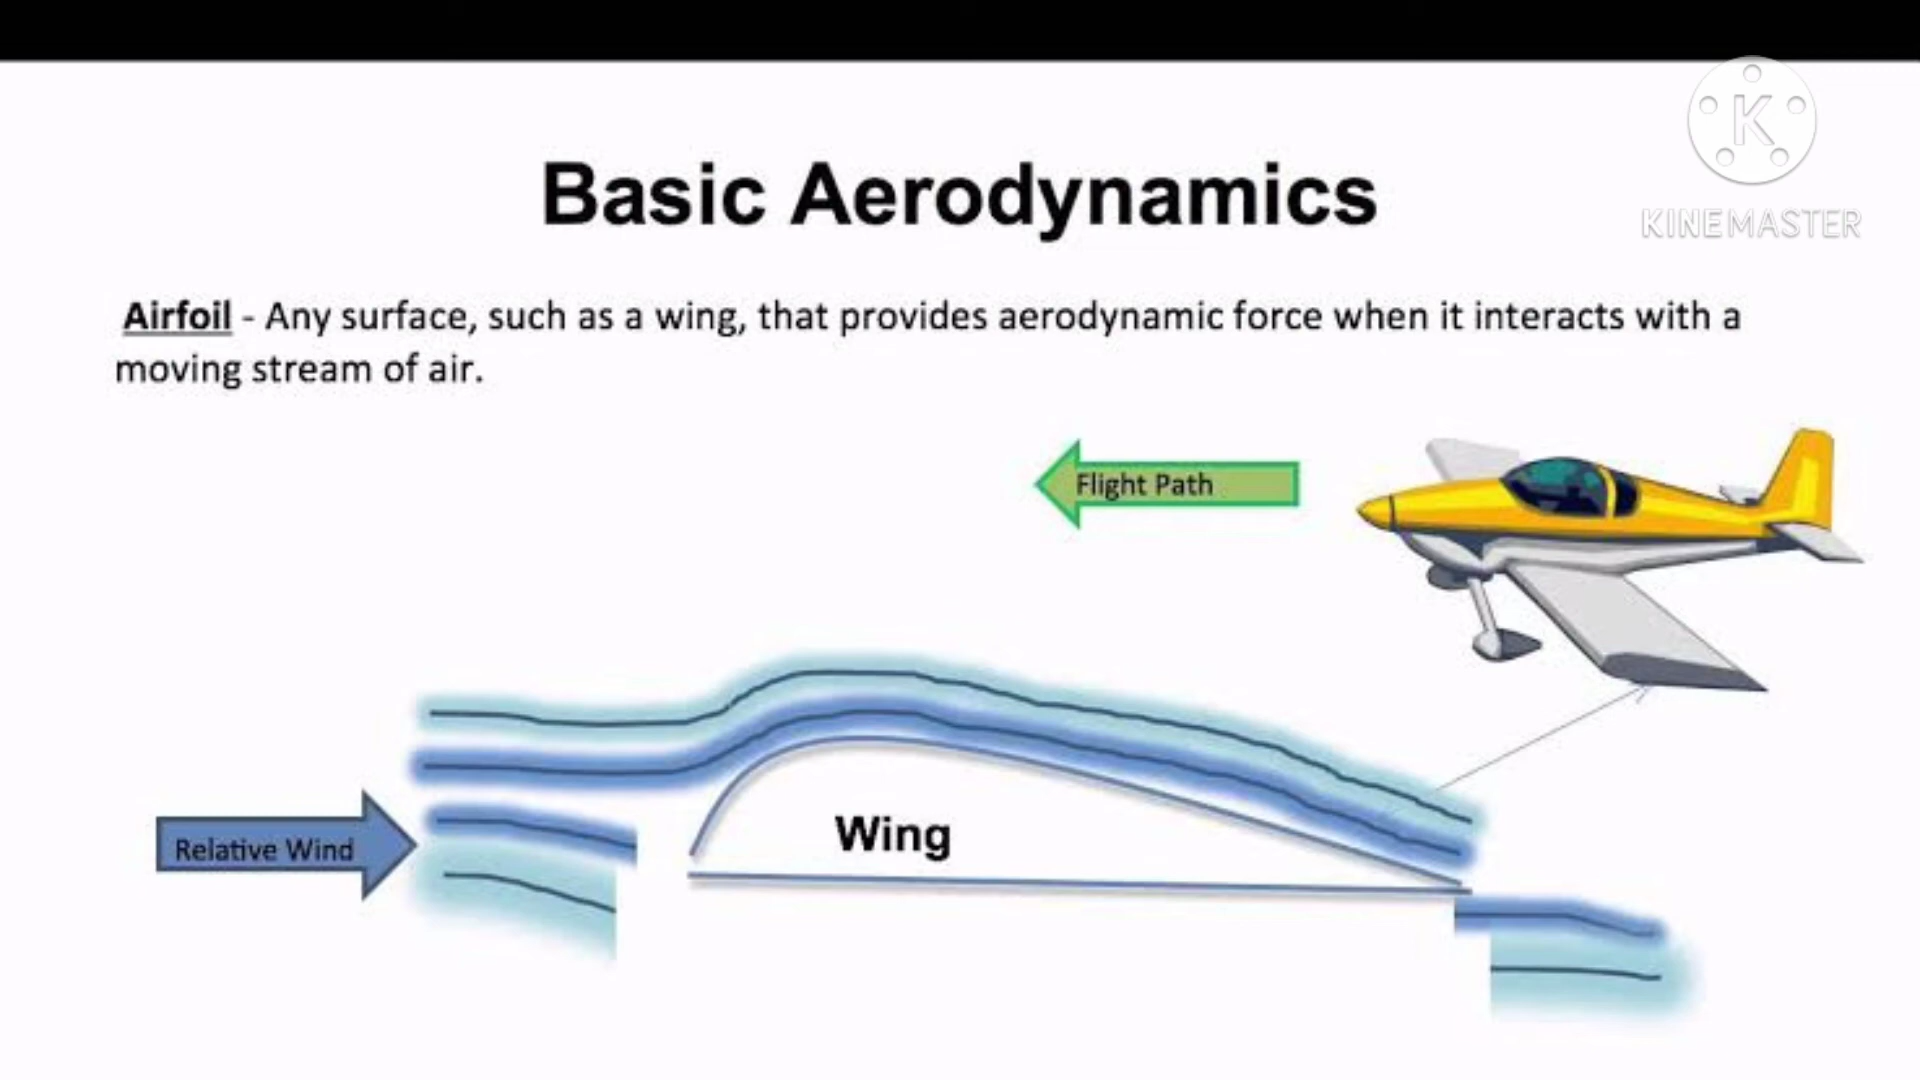 K
KINEMASTER
Basic Aerodynamics
Airfoil - Any surface, such as a wing, that provides aerodynamic force when it interacts with a
moving stream of air.
Flight Path
Wing
Relative Wind